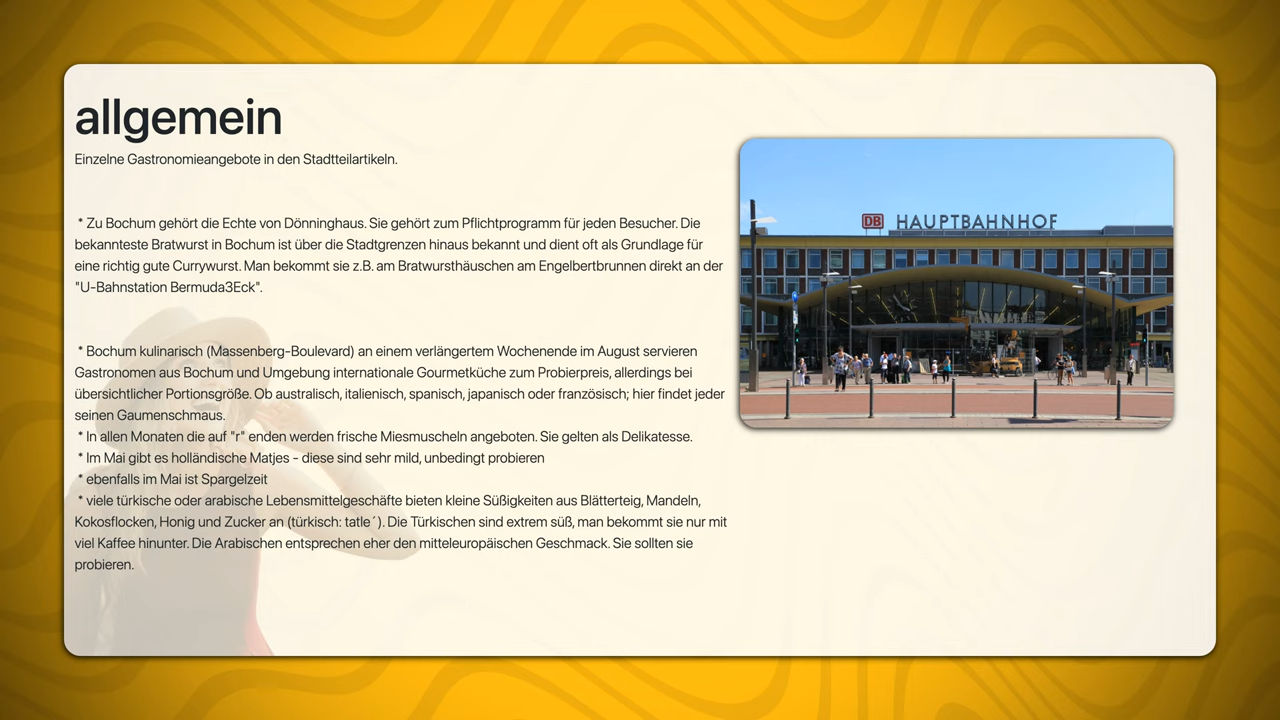 allgemein
Einzelne Gastronomieangebote in den Stadtteilartikeln.
* Zu Bochum gehört die Echte von Dönninghaus. Sie gehört zum Pflichtprogramm für jeden Besucher. Die
bekannteste Bratwurst in Bochum ist über die Stadtgrenzen hinaus bekannt und dient oft als Grundlage für
eine richtig gute Currywurst. Man bekommt sie z.B. am Bratwursthäuschen am Engelbertbrunnen direkt an der
"U-Bahnstation Bermuda3Eck".
* Bochum kulinarisch (Massenberg-Boulevard) an einem verlängertem Wochenende im August servieren
Gastronomen aus Bochum und Umgebung internationale Gourmetküche zum Probierpreis, allerdings bei
übersichtlicher Portionsgröße. Ob australisch, italienisch, spanisch, japanisch oder französisch; hier findet jeder
seinen Gaumenschmaus.
* In allen Monaten die auf "r" enden werden frische Miesmuscheln angeboten. Sie gelten als Delikatesse.
* Im Mai gibt es holländische Matjes - diese sind sehr mild, unbedingt probieren
* ebenfalls im Mai ist Spargelzeit
* viele türkische oder arabische Lebensmittelgeschäfte bieten kleine Süßigkeiten aus Blätterteig, Mandeln,
Kokosflocken, Honig und Zucker an (türkisch: tatle´). Die Türkischen sind extrem süß, man bekommt sie nur mit
viel Kaffee hinunter. Die Arabischen entsprechen eher den mitteleuropäischen Geschmack. Sie sollten sie
probieren.
DB HAUPTBAHNHOF